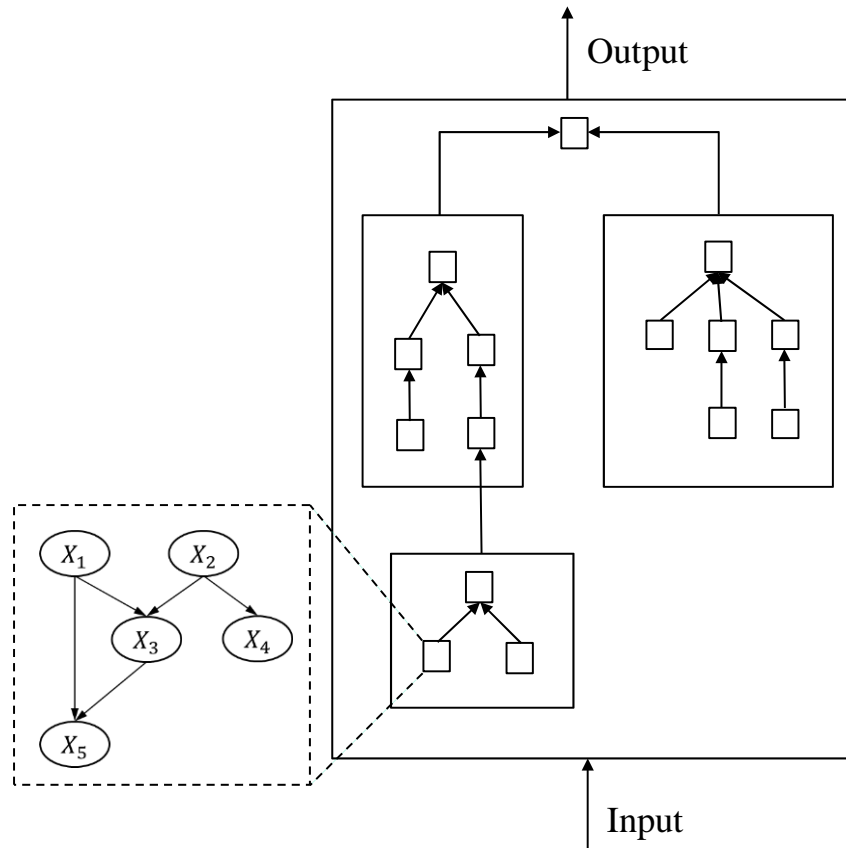 Output
X₁
X₂
X₃
X₄
X₅
Input